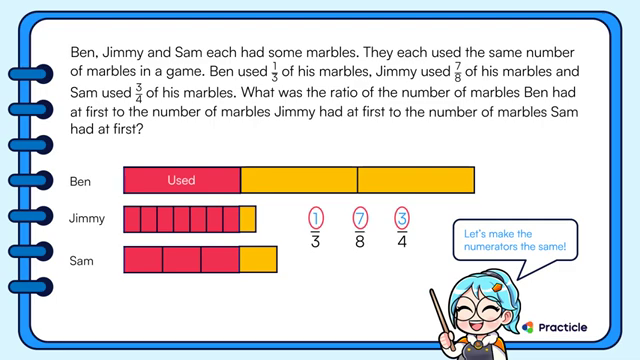 Ben, Jimmy and Sam each had some marbles. They each used the same number
of marbles in a game. Ben used 1/3 of his marbles, Jimmy used 7/8 of his marbles and
Sam used 3/4 of his marbles. What was the ratio of the number of marbles Ben had
at first to the number of marbles Jimmy had at first to the number of marbles Sam
had at first?
Ben
Used
Jimmy
1/3 7/8 3/4
Sam
Let's make the
numerators the same!
Practicle